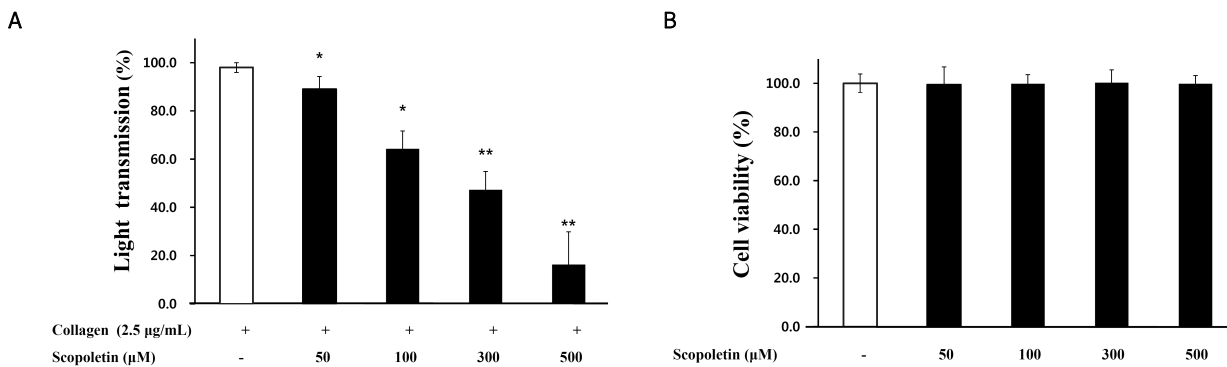 A
Light transmission (%)
100.0
80.0
60.0
40.0
20.0
0.0
*
*
**
**
Collagen (2.5 μg/mL) + + + + +
Scopoletin (μM) - 50 100 300 500
B
Cell viability (%)
100.0
80.0
60.0
40.0
20.0
0.0
Scopoletin (μM) - 50 100 300 500